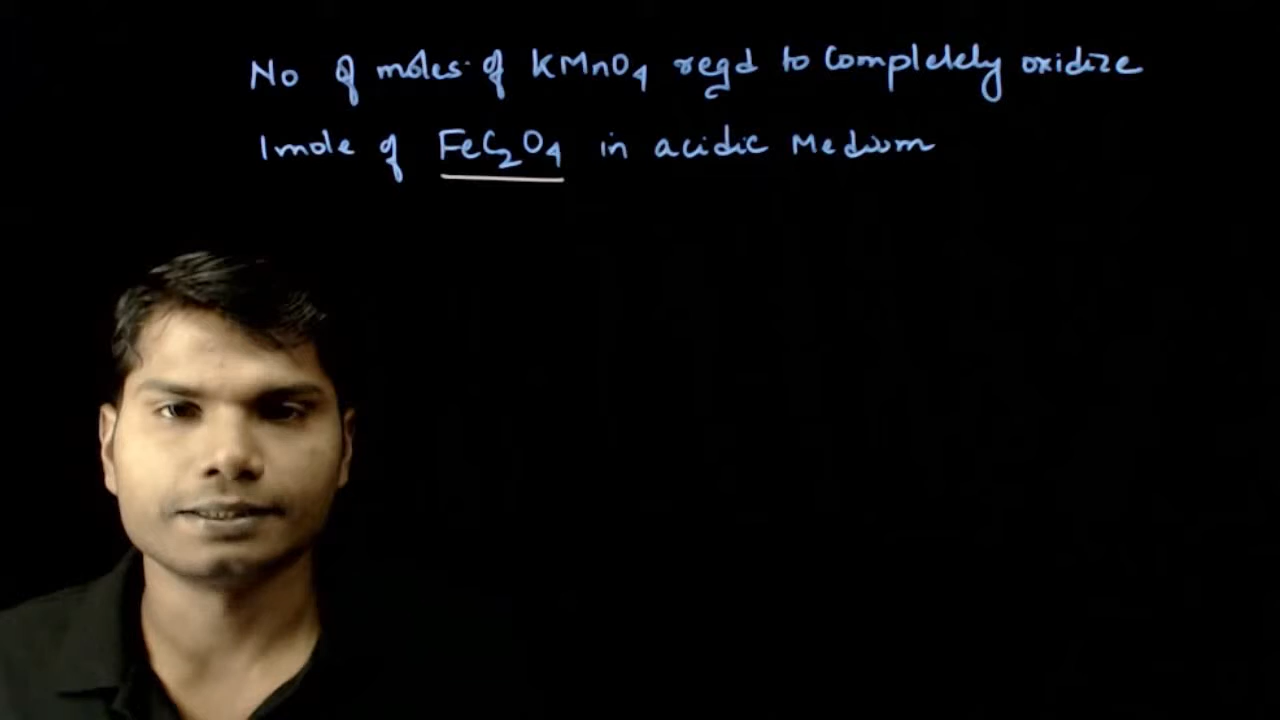 No of moles of KMnO4 reqd to Completely oxidize
1mole of FeC2O4 in acidic Medium